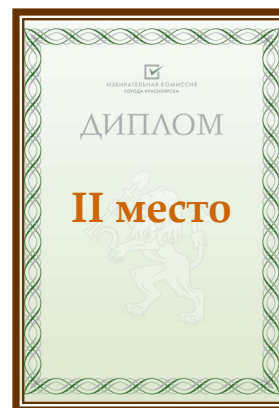 ИЗБИРАТЕЛЬНАЯ КОМИССИЯ
ГОРОДА КРАСНОЯРСКА
ДИПЛОМ
II место